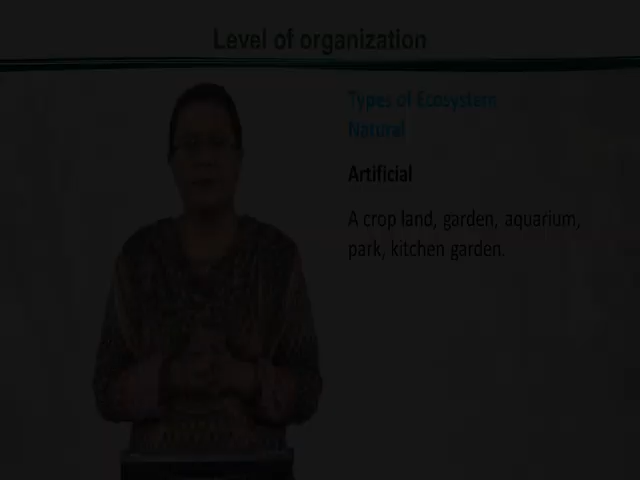 Level of organization
Types of Ecosystem
Natural
Artificial
A crop land, garden, aquarium,
park, kitchen garden.